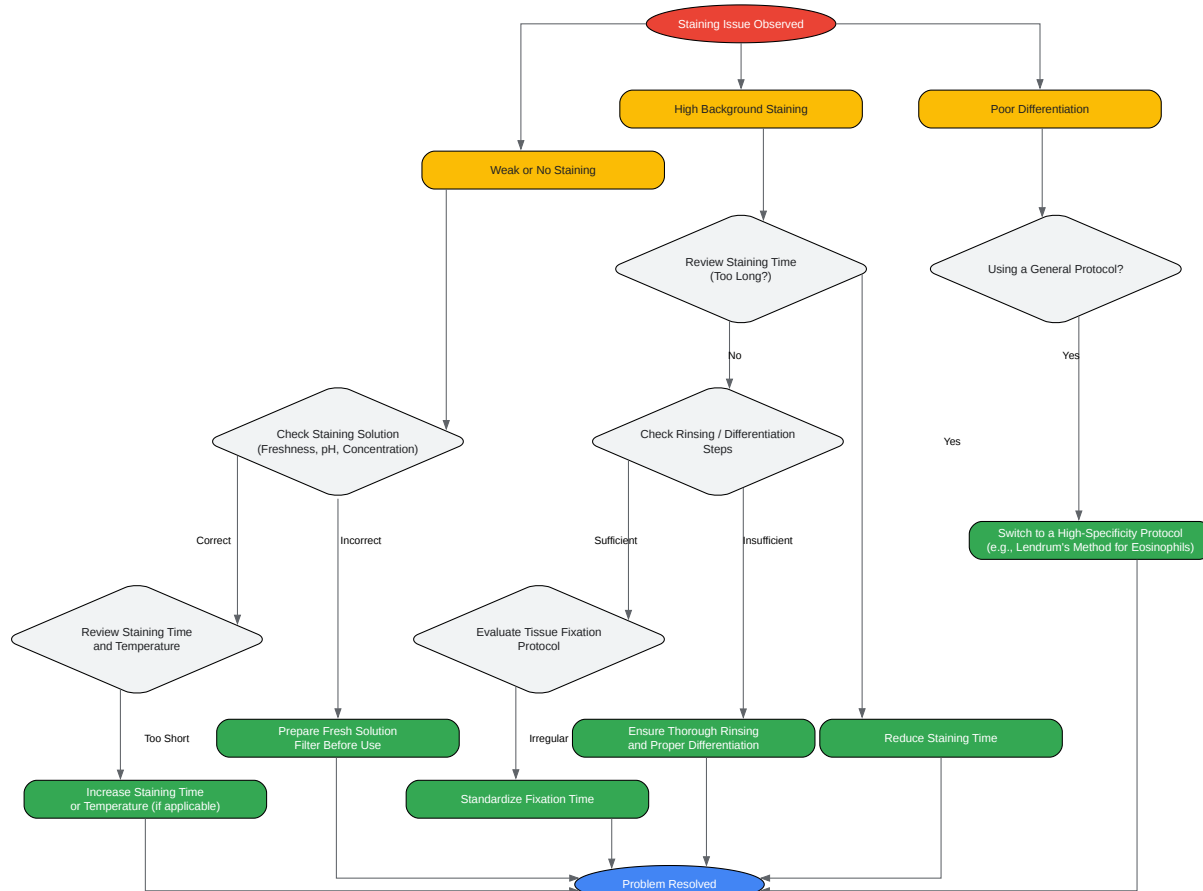 Staining Issue Observed
High Background Staining
Poor Differentiation
Weak or No Staining
Review Staining Time
(Too Long?)
Using a General Protocol?
No
Yes
Check Staining Solution
(Freshness, pH, Concentration)
Check Rinsing / Differentiation
Steps
Yes
Correct
Incorrect
Sufficient
Insufficient
Switch to a High-Specificity Protocol
(e.g., Lendrum's Method for Eosinophils)
Review Staining Time
and Temperature
Evaluate Tissue Fixation
Protocol
Too Short
Prepare Fresh Solution
Filter Before Use
Irregular
Ensure Thorough Rinsing
and Proper Differentiation
Reduce Staining Time
Increase Staining Time
or Temperature (if applicable)
Standardize Fixation Time
Problem Resolved